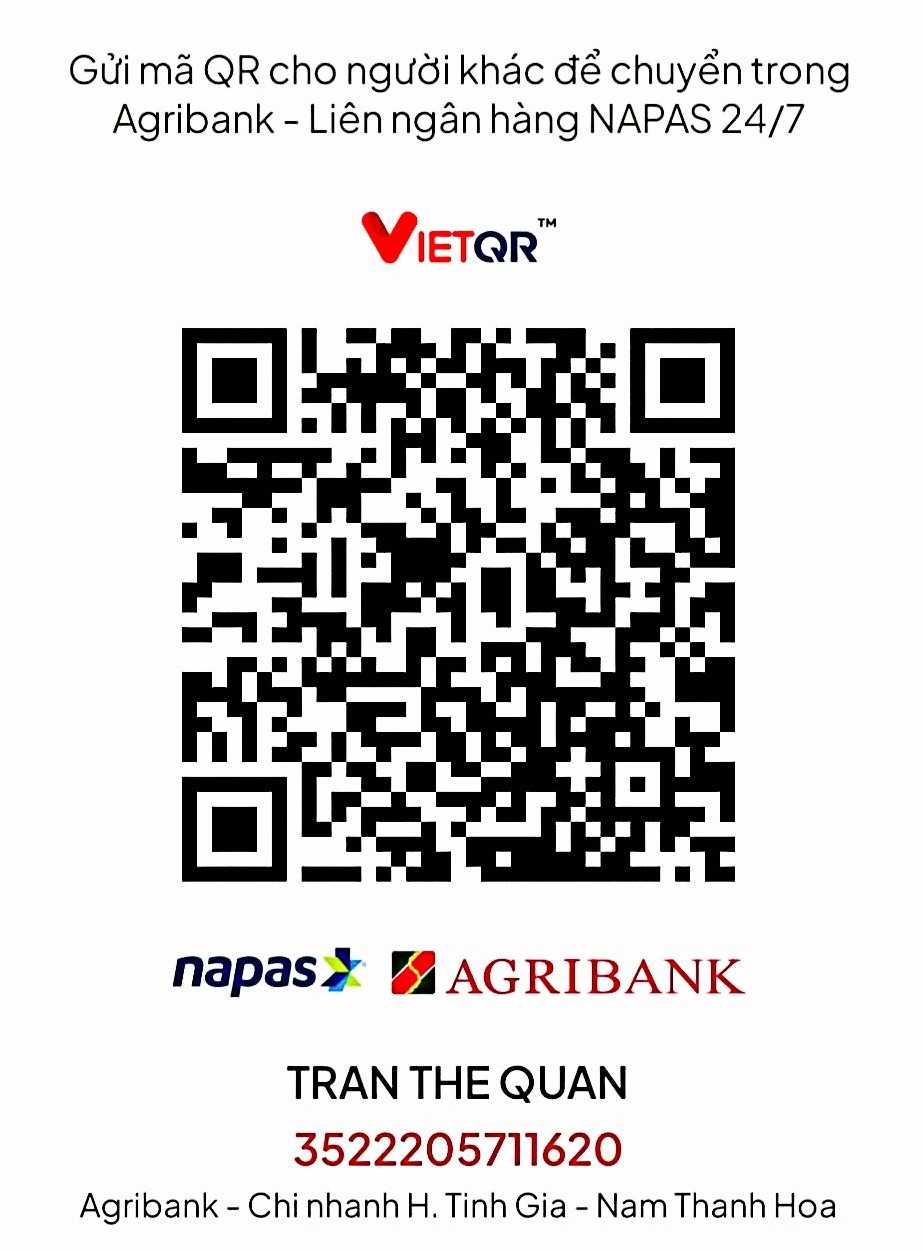 Gửi mã QR cho người khác để chuyển trong
Agribank - Liên ngân hàng NAPAS 24/7
VIETQR™
napas AGRIBANK
TRAN THE QUAN
3522205711620
Agribank - Chi nhanh H. Tinh Gia - Nam Thanh Hoa